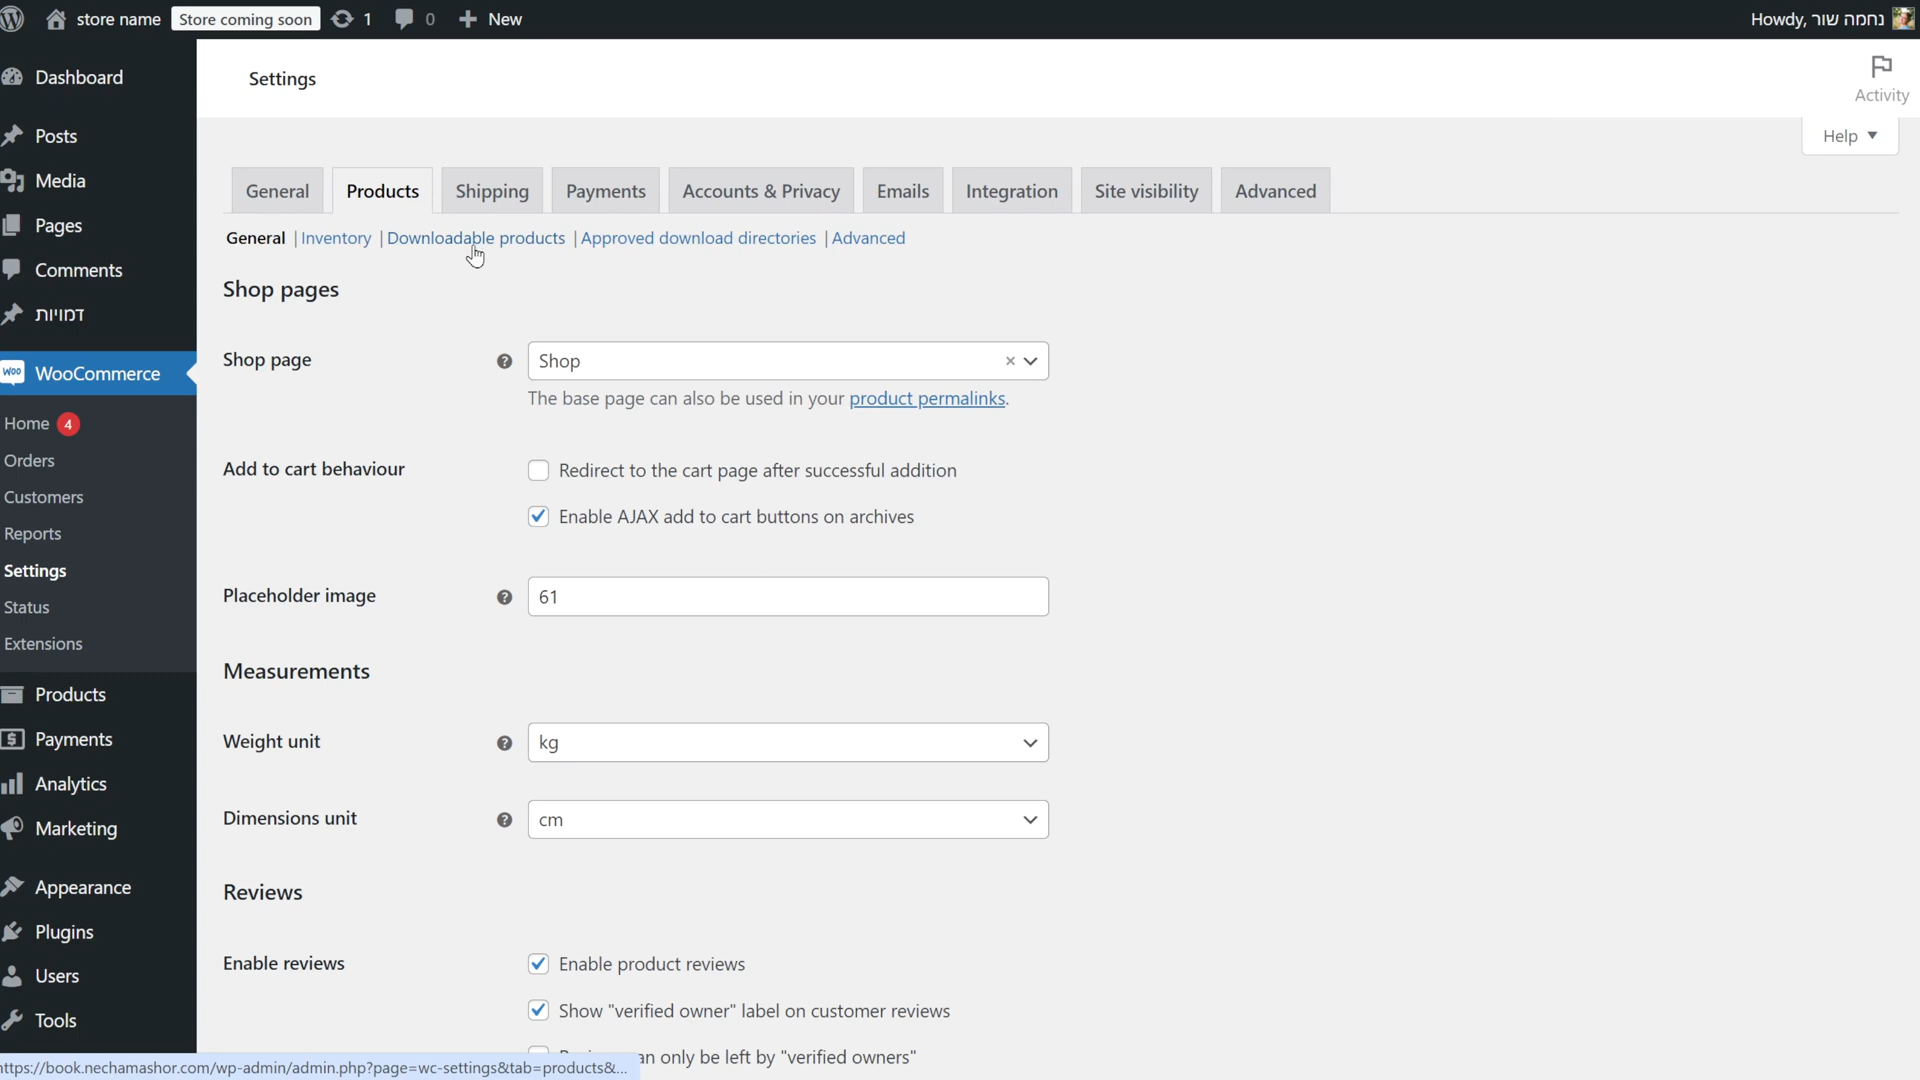 store name
Store coming soon
1
0
New
Howdy, נחמה שור
Dashboard
Posts
Media
Pages
Comments
דמויות
WOO WooCommerce
Home 4
Orders
Customers
Reports
Settings
Status
Extensions
Products
Payments
Analytics
Marketing
Appearance
Plugins
Users
Tools
Settings
Activity
Help
General
Products
Shipping
Payments
Accounts & Privacy
Emails
Integration
Site visibility
Advanced
General | Inventory | Downloadable products | Approved download directories | Advanced
Shop pages
Shop page
Shop
The base page can also be used in your product permalinks.
Add to cart behaviour
Redirect to the cart page after successful addition
Enable AJAX add to cart buttons on archives
Placeholder image
61
Measurements
Weight unit
kg
Dimensions unit
cm
Reviews
Enable reviews
Enable product reviews
Show "verified owner" label on customer reviews
an only be left by "verified owners"
ttps://book.nechamashor.com/wp-admin/admin.php?page=wc-settings&tab=products&...